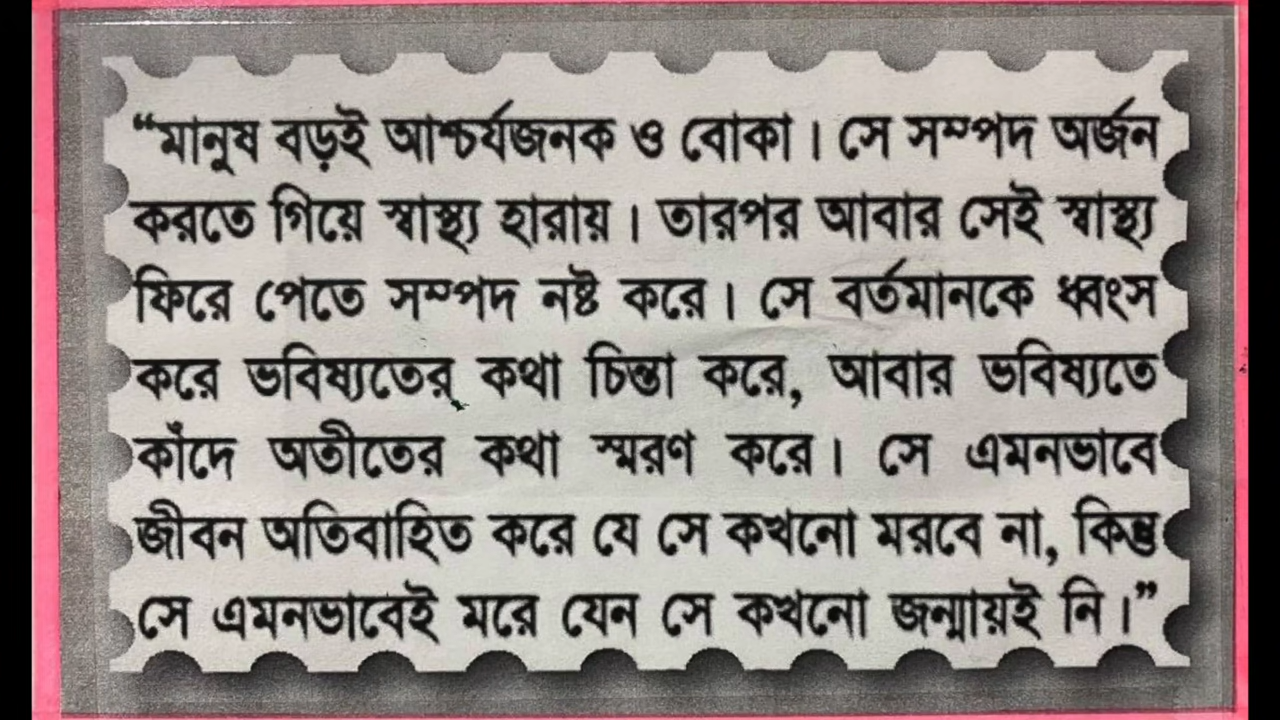 “মানুষ বড়ই আশ্চর্যজনক ও বোকা। সে সম্পদ অর্জন
করতে গিয়ে স্বাস্থ্য হারায়। তারপর আবার সেই স্বাস্থ্য
ফিরে পেতে সম্পদ নষ্ট করে। সে বর্তমানকে ধ্বংস
করে ভবিষ্যতের কথা চিন্তা করে, আবার ভবিষ্যতে
কাঁদে অতীতের কথা স্মরণ করে। সে এমনভাবে
জীবন অতিবাহিত করে যে সে কখনো মরবে না, কিন্তু
সে এমনভাবেই মরে যেন সে কখনো জন্মায়ই নি।”